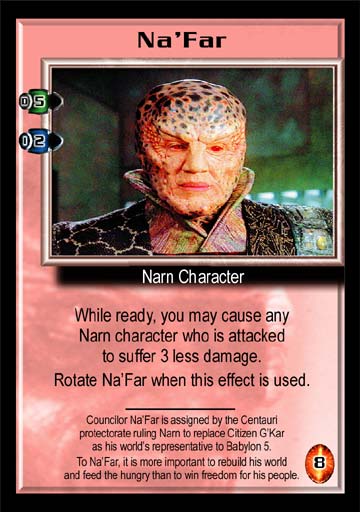 Na'Far
5
2
Narn Character
While ready, you may cause any
Narn character who is attacked
to suffer 3 less damage.
Rotate Na'Far when this effect is used.
Councilor Na'Far is assigned by the Centauri
protectorate ruling Narn to replace Citizen G'Kar
as his world's representative to Babylon 5.
To Na'Far, it is more important to rebuild his world
and feed the hungry than to win freedom for his people.
8